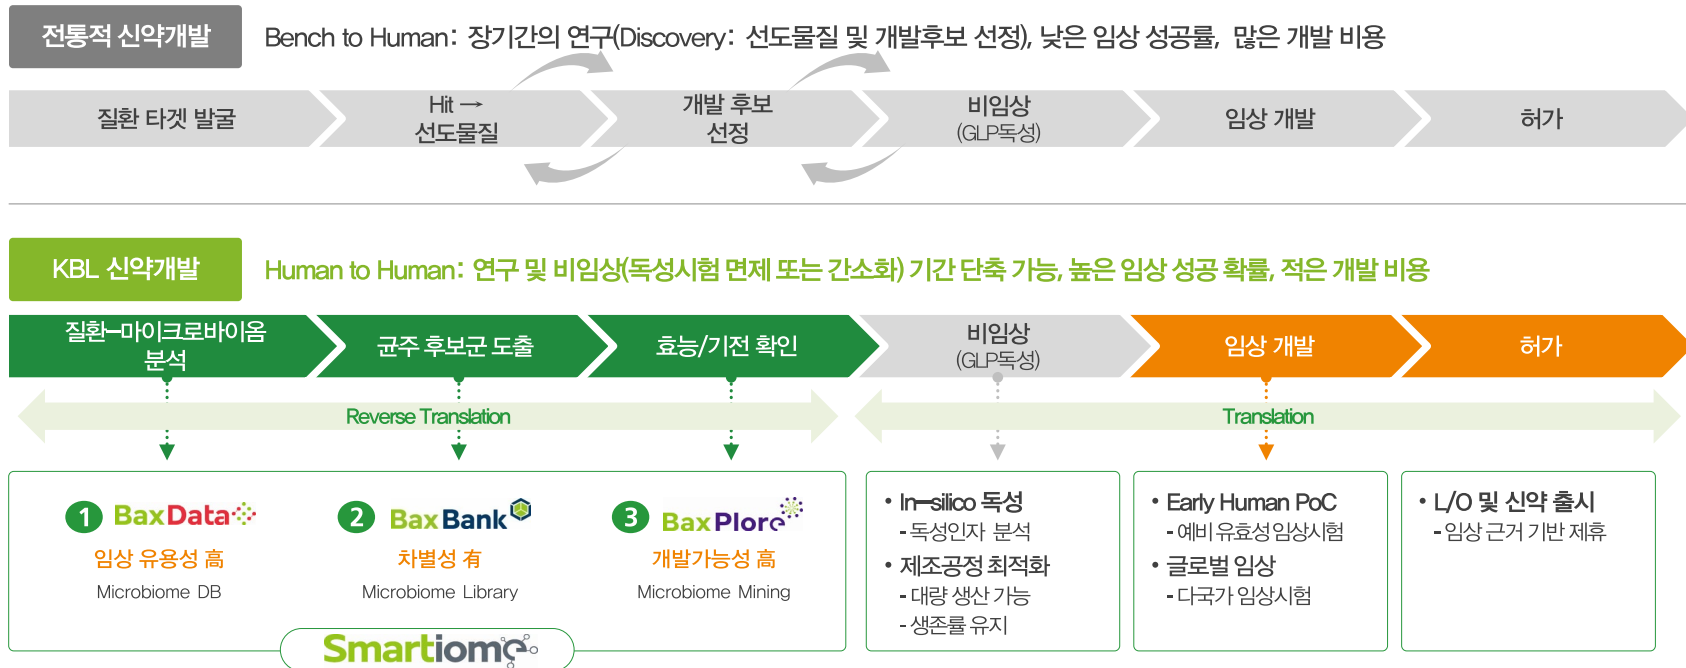 전통적 신약개발
Bench to Human: 장기간의 연구(Discovery: 선도물질 및 개발후보 선정), 낮은 임상 성공률, 많은 개발 비용
질환 타겟 발굴
Hit →
선도물질
개발 후보
선정
비임상
(GLP독성)
임상 개발
허가
KBL 신약개발
Human to Human: 연구 및 비임상(독성시험 면제 또는 간소화) 기간 단축 가능, 높은 임상 성공 확률, 적은 개발 비용
질환-마이크로바이옴
분석
균주 후보군 도출
효능/기전 확인
비임상
(GLP독성)
임상 개발
허가
Reverse Translation
Translation
1 BaxData
임상 유용성 高
Microbiome DB
2 BaxBank
차별성 有
Microbiome Library
3 BaxPlore
개발가능성 高
Microbiome Mining
Smartiome
• In-silico 독성
- 독성인자 분석
• 제조공정 최적화
- 대량 생산 가능
- 생존률 유지
• Early Human PoC
- 예비 유효성 임상시험
• 글로벌 임상
- 다국가 임상시험
• L/O 및 신약 출시
- 임상 근거 기반 제휴